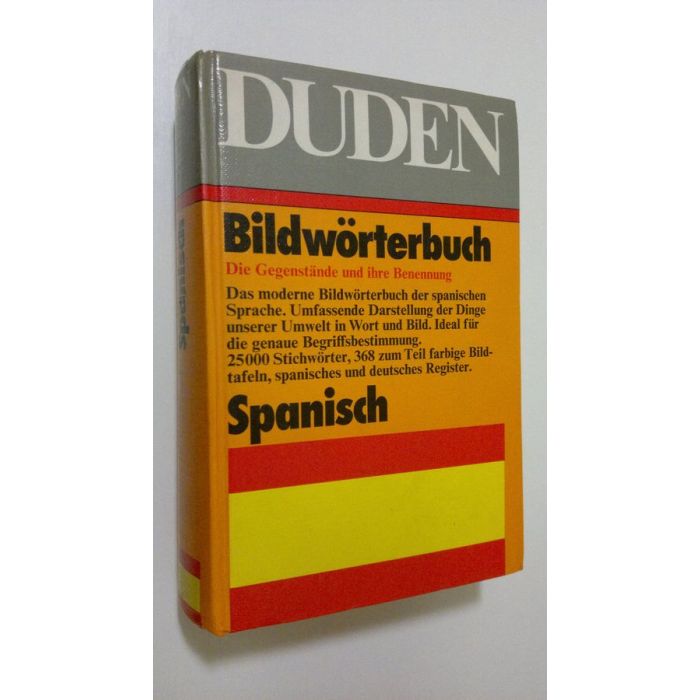 DUDEN
Bildwörterbuch
Die Gegenstände und ihre Benennung
Das moderne Bildwörterbuch der spanischen
Sprache. Umfassende Darstellung der Dinge
unserer Umwelt in Wort und Bild. Ideal für
die genaue Begriffsbestimmung.
25000 Stichwörter, 368 zum Teil farbige Bild-
tafeln, spanisches und deutsches Register.
Spanisch